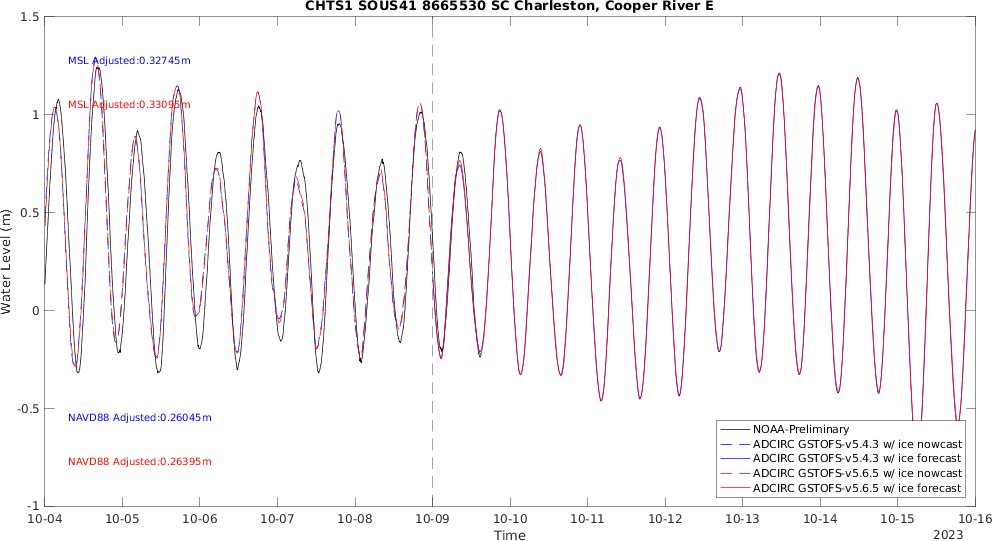 CHTS1 SOUS41 8665530 SC Charleston, Cooper River E
Water Level (m)
1.5
1
0.5
0
-0.5
-1
MSL Adjusted:0.32745m
MSL Adjusted:0.33095m
NAVD88 Adjusted:0.26045m
NAVD88 Adjusted:0.26395m
NOAA-Preliminary
ADCIRC GSTOFS-v5.4.3 w/ ice nowcast
ADCIRC GSTOFS-v5.4.3 w/ ice forecast
ADCIRC GSTOFS-v5.6.5 w/ ice nowcast
ADCIRC GSTOFS-v5.6.5 w/ ice forecast
10-04 10-05 10-06 10-07 10-08 10-09 10-10 10-11 10-12 10-13 10-14 10-15 10-16
Time
2023